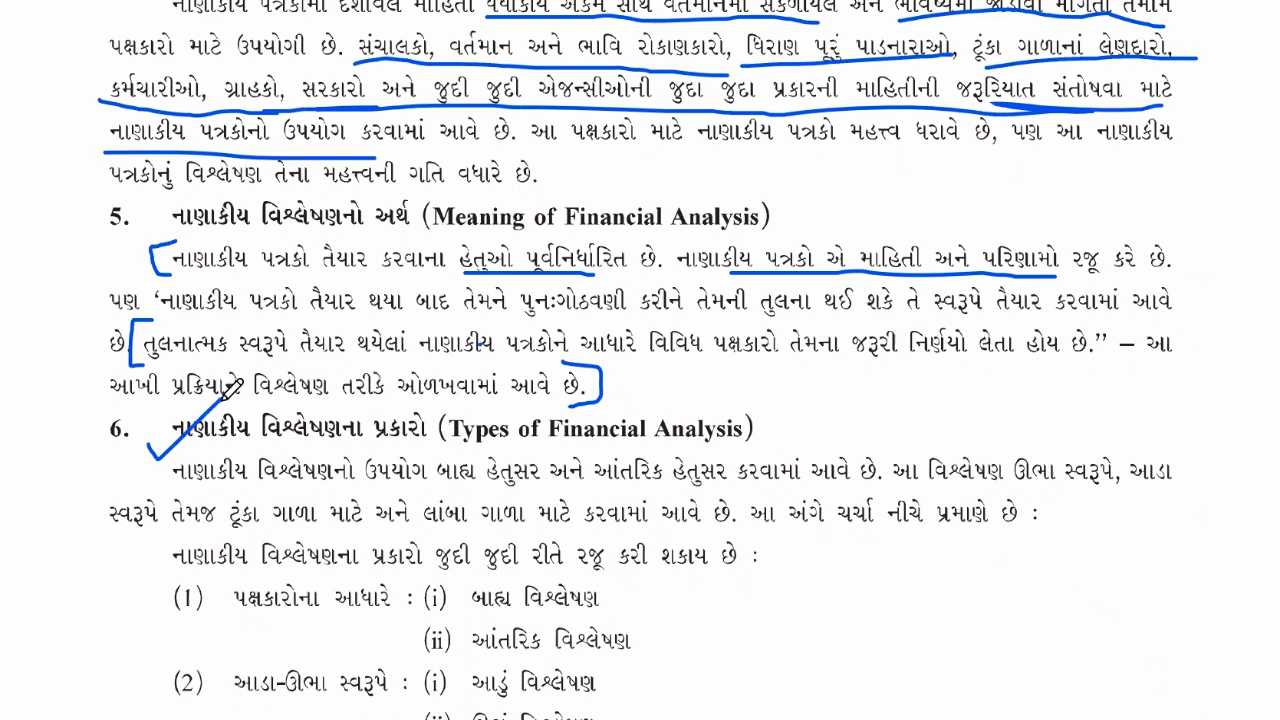 નાણાકીય પત્રકોમાં દર્શાવેલ માહિતી એકમ સાથે વર્તમાનમાં સંકળાયેલ અને ભવિષ્યમાં જોડાવા માંગતા તમામ
પક્ષકારો માટે ઉપયોગી છે. સંચાલકો, વર્તમાન અને ભાવિ રોકાણકારો, ધિરાણ પૂરું પાડનારાઓ, ટૂંકા ગાળાનાં લેણદારો,
કર્મચારીઓ, ગ્રાહકો, સરકારો અને જુદી જુદી એજન્સીઓની જુદા જુદા પ્રકારની માહિતીની જરૂરિયાત સંતોષવા માટે
નાણાકીય પત્રકોનો ઉપયોગ કરવામાં આવે છે. આ પક્ષકારો માટે નાણાકીય પત્રકો મહત્ત્વ ધરાવે છે, પણ આ નાણાકીય
પત્રકોનું વિશ્લેષણ તેના મહત્ત્વની ગતિ વધારે છે.
5. નાણાકીય વિશ્લેષણનો અર્થ (Meaning of Financial Analysis)
નાણાકીય પત્રકો તૈયાર કરવાના હેતુઓ પૂર્વનિર્ધારિત છે. નાણાકીય પત્રકો એ માહિતી અને પરિણામો રજૂ કરે છે.
પણ ‘નાણાકીય પત્રકો તૈયાર થયા બાદ તેમને પુનઃગોઠવણી કરીને તેમની તુલના થઈ શકે તે સ્વરૂપે તૈયાર કરવામાં આવે
છે. તુલનાત્મક સ્વરૂપે તૈયાર થયેલાં નાણાકીય પત્રકોને આધારે વિવિધ પક્ષકારો તેમના જરૂરી નિર્ણયો લેતા હોય છે.” – આ
આખી પ્રક્રિયાને વિશ્લેષણ તરીકે ઓળખવામાં આવે છે.
6. નાણાકીય વિશ્લેષણના પ્રકારો (Types of Financial Analysis)
નાણાકીય વિશ્લેષણનો ઉપયોગ બાહ્ય હેતુસર અને આંતરિક હેતુસર કરવામાં આવે છે. આ વિશ્લેષણ ઊભા સ્વરૂપે, આડા
સ્વરૂપે તેમજ ટૂંકા ગાળા માટે અને લાંબા ગાળા માટે કરવામાં આવે છે. આ અંગે ચર્ચા નીચે પ્રમાણે છે :
નાણાકીય વિશ્લેષણના પ્રકારો જુદી જુદી રીતે રજૂ કરી શકાય છે :
(1) પક્ષકારોના આધારે : (i) બાહ્ય વિશ્લેષણ
(ii) આંતરિક વિશ્લેષણ
(2) આડા-ઊભા સ્વરૂપે : (i) આડું વિશ્લેષણ